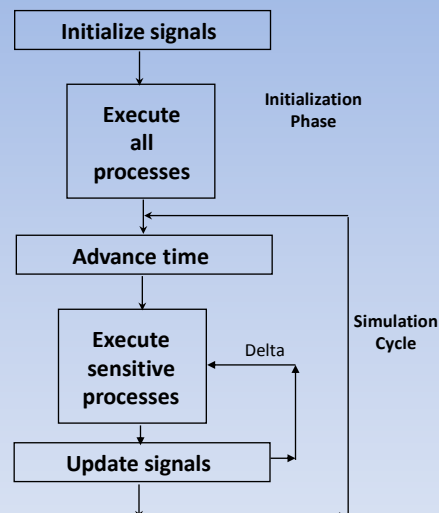 Initialize signals
Initialization
Phase
Execute
all
processes
Advance time
Simulation
Cycle
Execute
sensitive
processes
Delta
Update signals